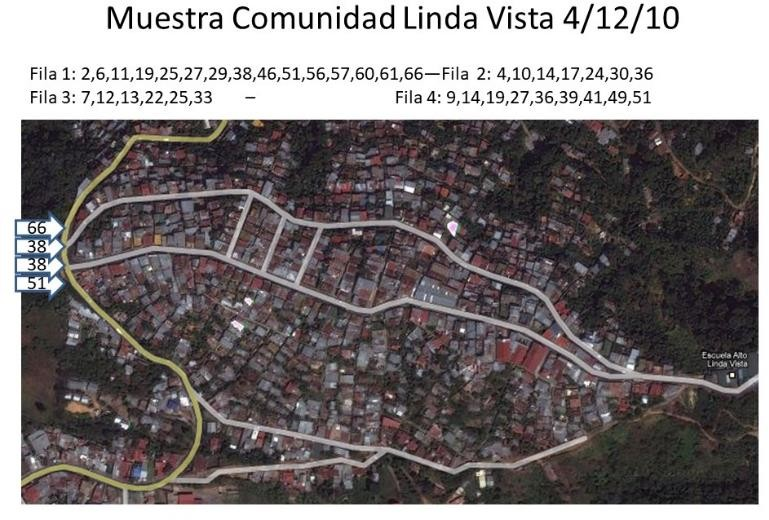 Muestra Comunidad Linda Vista 4/12/10
Fila 1: 2,6,11,19,25,27,29,38,46,51,56,57,60,61,66—Fila 2: 4,10,14,17,24,30,36
Fila 3: 7,12,13,22,25,33 – Fila 4: 9,14,19,27,36,39,41,49,51
66
38
38
51
Escuela Alto
Linda Vista